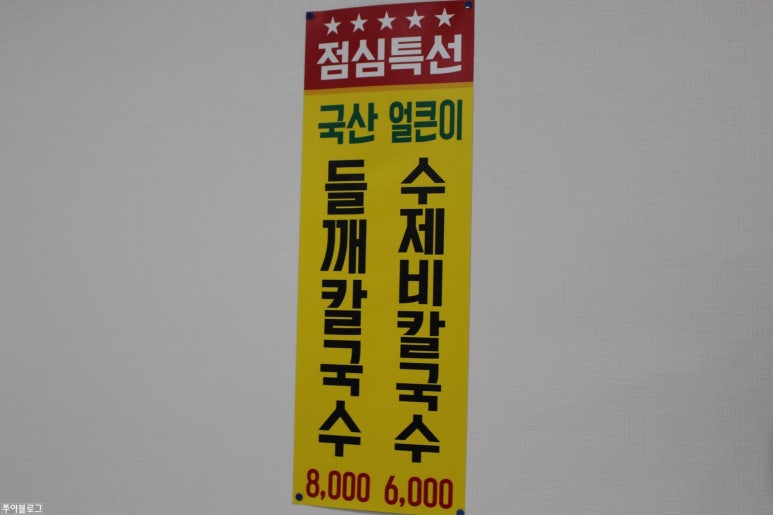 ★★★★★
점심특선
국산 얼큰이
들깨칼국수
수제비칼국수
8,000 6,000
푸아블로그